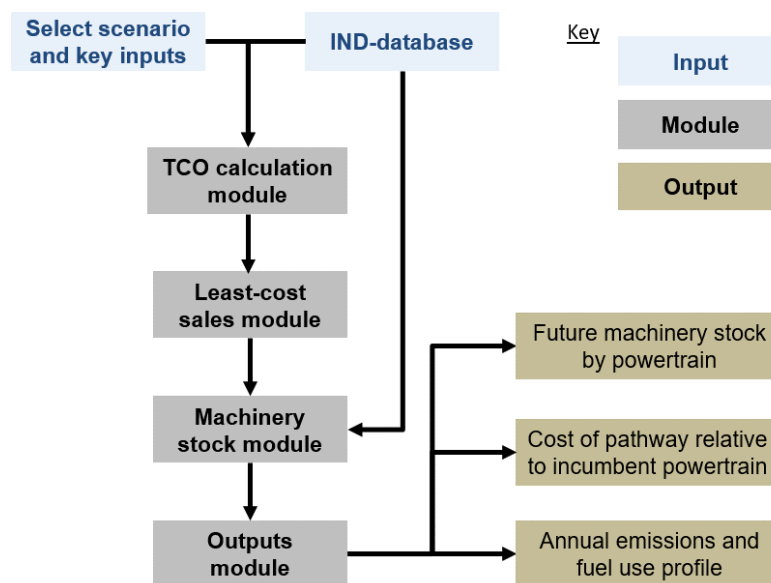 Select scenario
and key inputs
IND-database
Key
Input
Module
Output
TCO calculation
module
Least-cost
sales module
Machinery
stock module
Outputs
module
Future machinery stock
by powertrain
Cost of pathway relative
to incumbent powertrain
Annual emissions and
fuel use profile